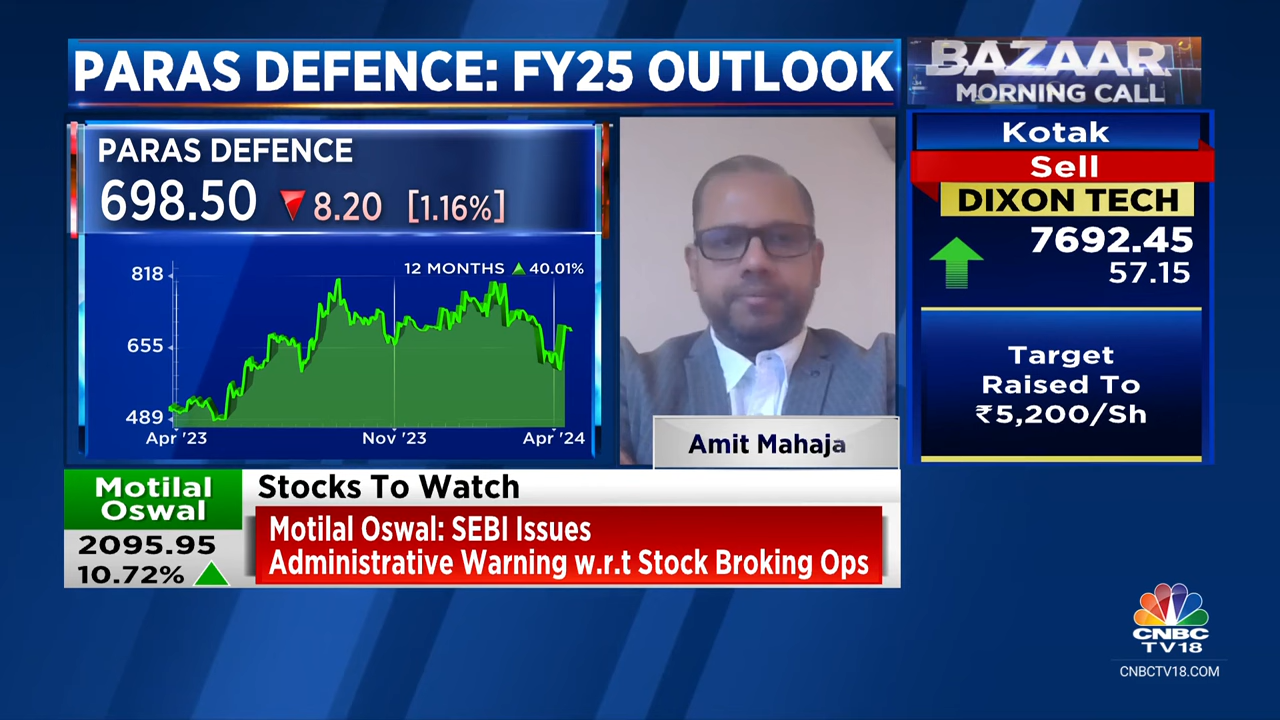 PARAS DEFENCE: FY25 OUTLOOK
BAZAAR
MORNING CALL
PARAS DEFENCE
698.50 ▼ 8.20 [1.16%]
12 MONTHS ▲ 40.01%
818
655
489
Apr '23 Nov '23 Apr '24
Amit Mahaja
Kotak
Sell
DIXON TECH
7692.45
57.15
Target
Raised To
₹5,200/Sh
Motilal
Oswal
2095.95
10.72% ▲
Stocks To Watch
Motilal Oswal: SEBI Issues
Administrative Warning w.r.t Stock Broking Ops
CNBC
TV18
CNBCTV18.COM